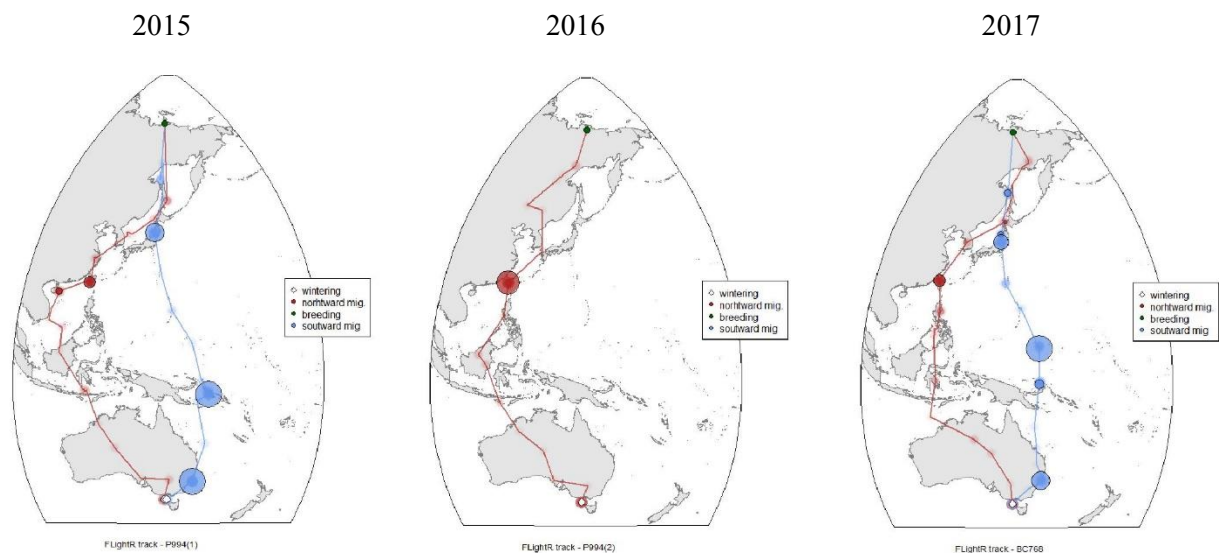 2015
2016
2017
wintering
norhtward mig.
breeding
soutward mig.
wintering
norhtward mig.
breeding
soutward mig
wintering
norhtward mig.
breeding
soutward mig
FLightR track - P994(1)
FLightR track - P994(2)
FLightR track - BC768